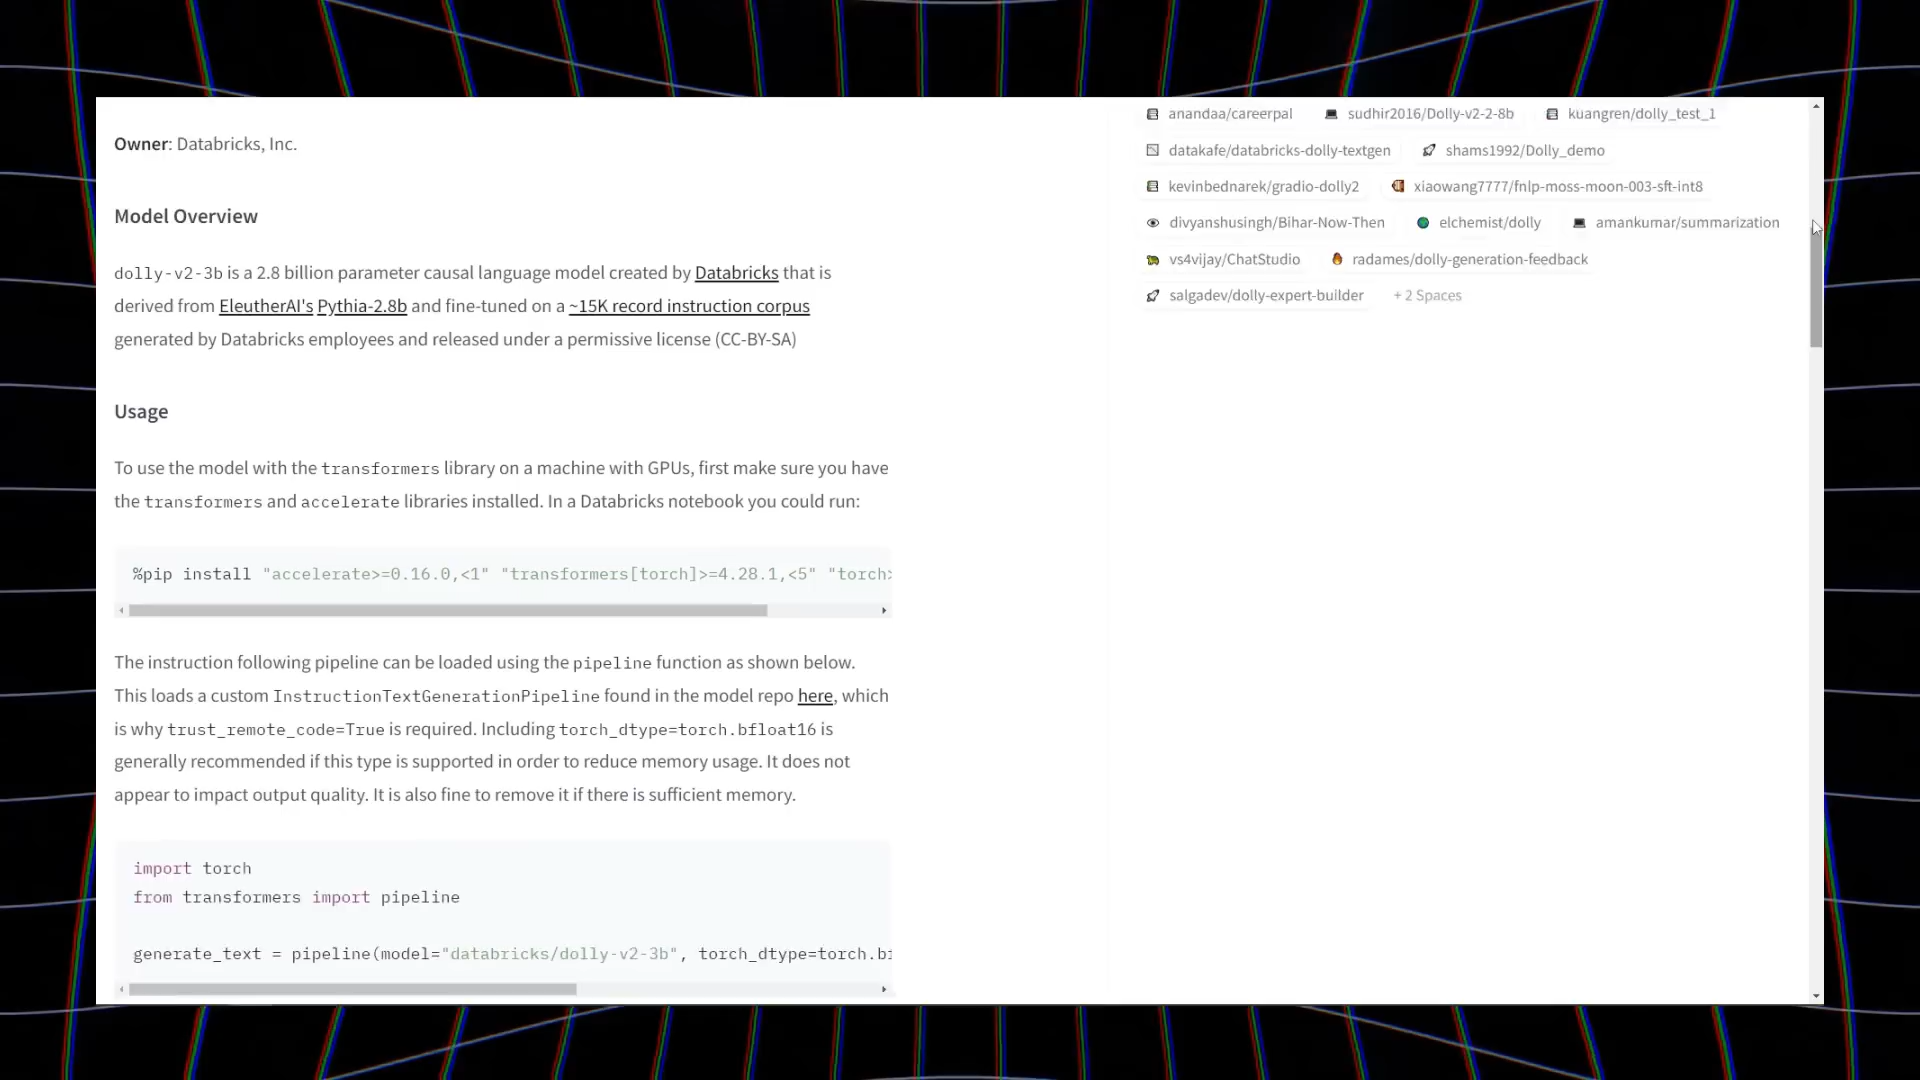 Owner: Databricks, Inc.
Model Overview
dolly-v2-3b is a 2.8 billion parameter causal language model created by Databricks that is
derived from EleutherAI's Pythia-2.8b and fine-tuned on a ~15K record instruction corpus
generated by Databricks employees and released under a permissive license (CC-BY-SA)
Usage
To use the model with the transformers library on a machine with GPUs, first make sure you have
the transformers and accelerate libraries installed. In a Databricks notebook you could run:
%pip install "accelerate>=0.16.0,<1" "transformers[torch]>=4.28.1,<5" "torch>
The instruction following pipeline can be loaded using the pipeline function as shown below.
This loads a custom InstructionTextGenerationPipeline found in the model repo here, which
is why trust_remote_code=True is required. Including torch_dtype=torch.bfloat16 is
generally recommended if this type is supported in order to reduce memory usage. It does not
appear to impact output quality. It is also fine to remove it if there is sufficient memory.
import torch
from transformers import pipeline
generate_text = pipeline(model="databricks/dolly-v2-3b", torch_dtype=torch.bf
anandaa/careerpal sudhir2016/Dolly-v2-2-8b kuangren/dolly_test_1
datakafe/databricks-dolly-textgen shams1992/Dolly_demo
kevinbednarek/gradio-dolly2 xiaowang7777/fnlp-moss-moon-003-sft-int8
divyanshusingh/Bihar-Now-Then elchemist/dolly amankumar/summarization
vs4vijay/ChatStudio radames/dolly-generation-feedback
salgadev/dolly-expert-builder + 2 Spaces